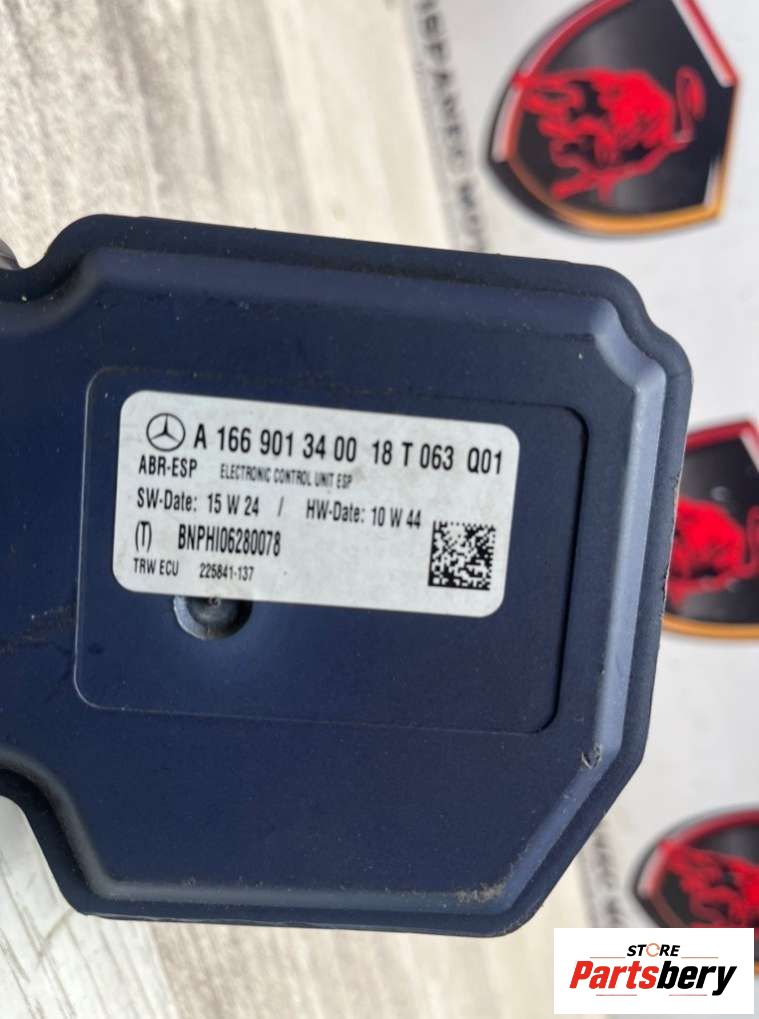 A 166 901 34 00 18 T 063 Q01
ABR-ESP ELECTRONIC CONTROL UNIT ESP
SW-Date: 15 W 24 / HW-Date: 10 W 44
(T) BNPHI06280078
TRW ECU 225841-137
STORE
Partsbery